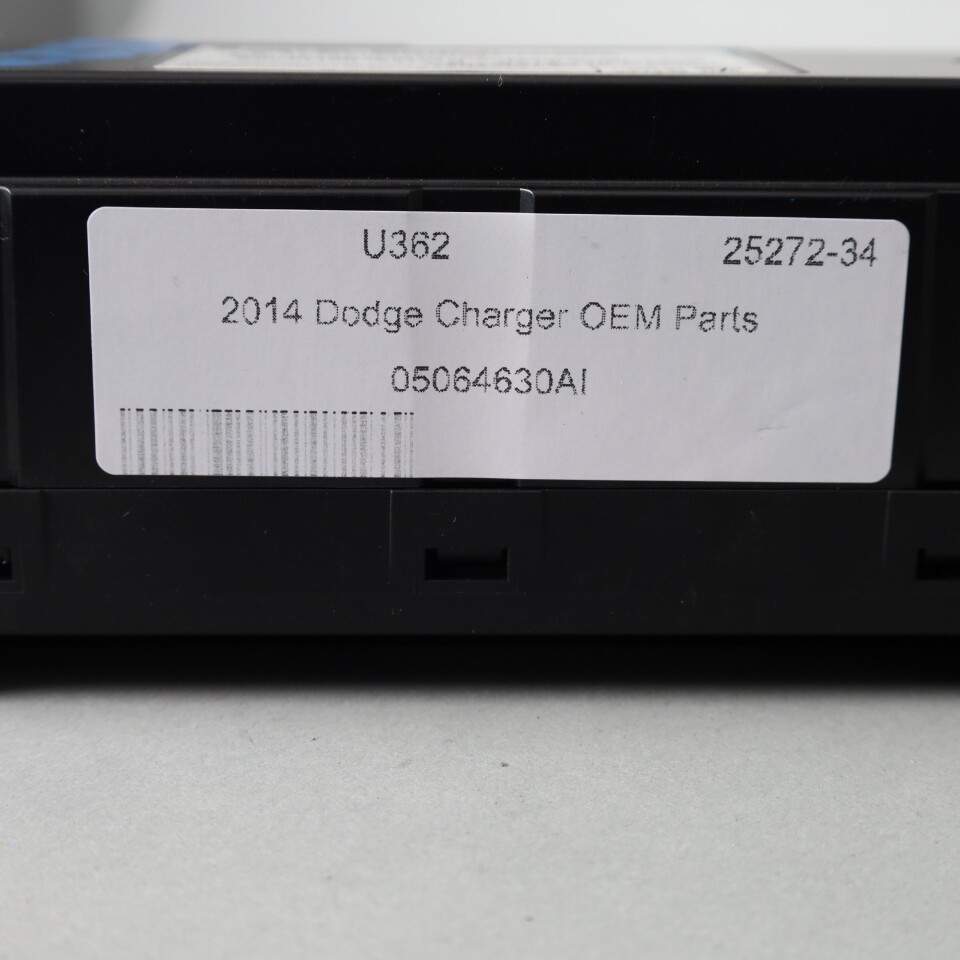 U362 25272-34
2014 Dodge Charger OEM Parts
05064630AI